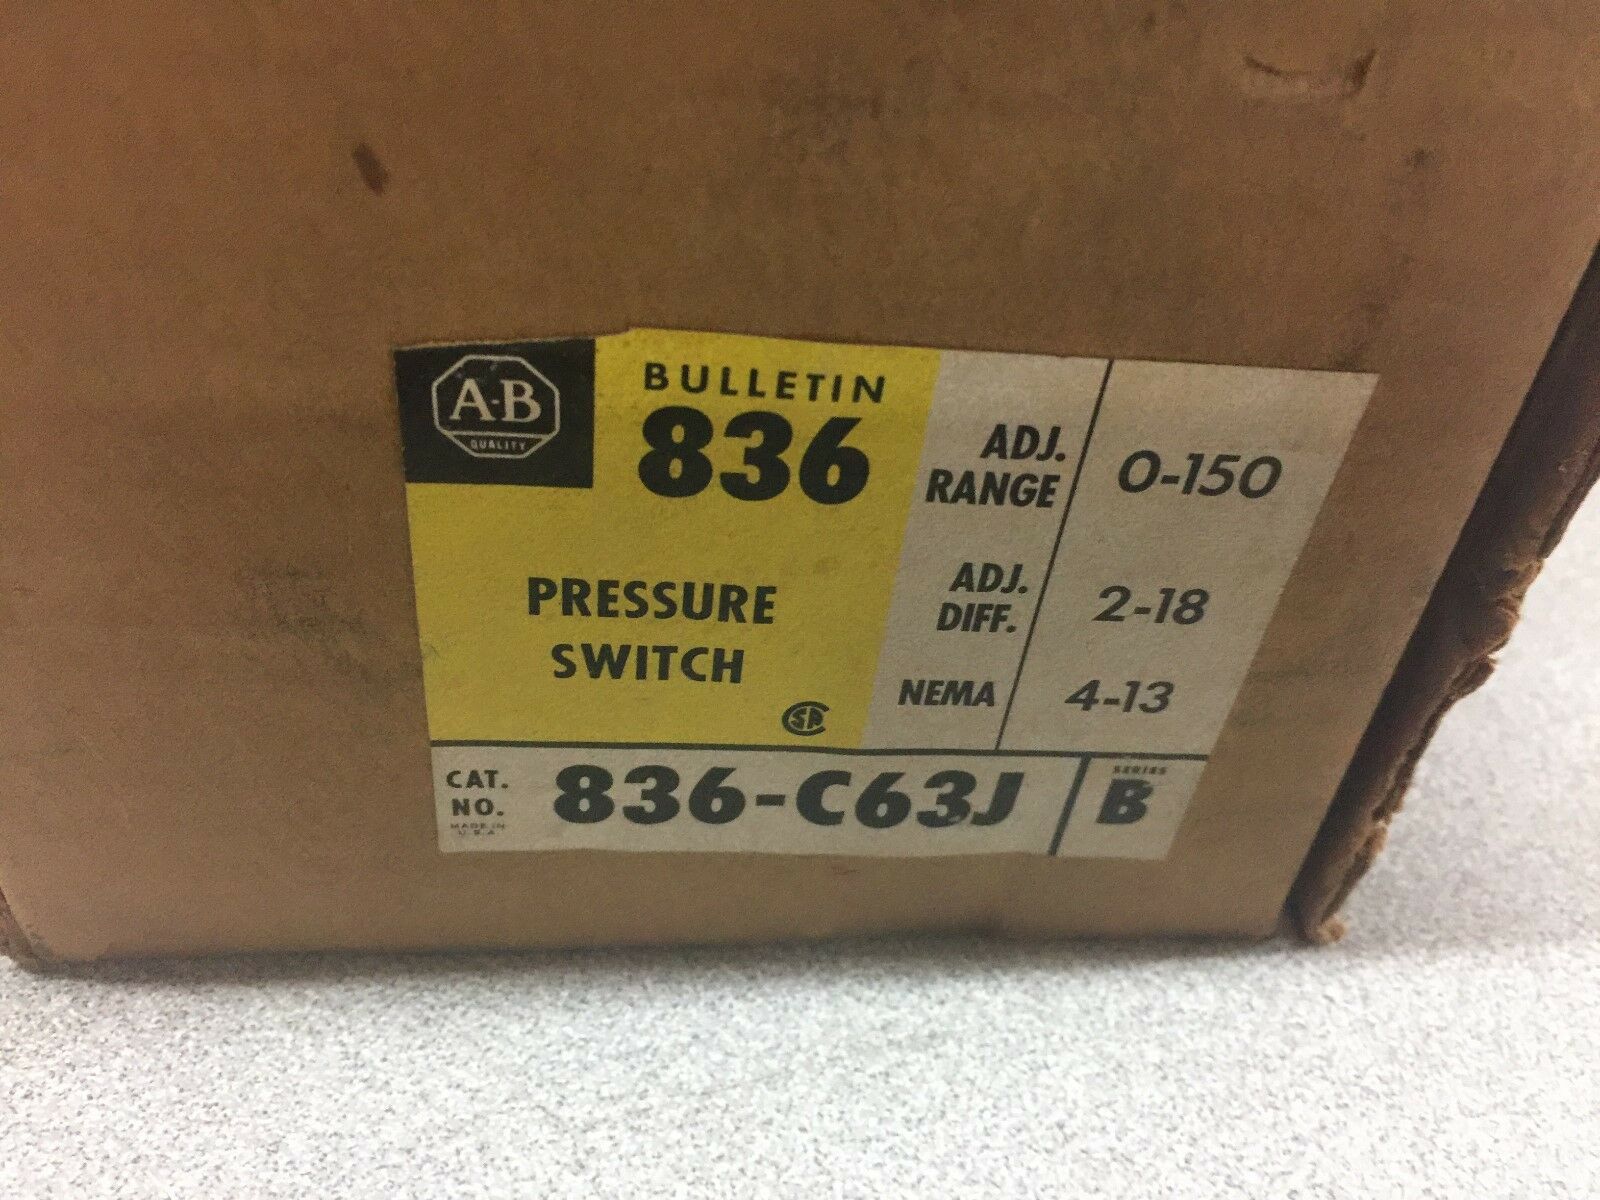 A-B
QUALITY
BULLETIN
836
PRESSURE
SWITCH
CSA
ADJ.
RANGE
0-150
ADJ.
DIFF.
2-18
NEMA
4-13
CAT.
NO.
MADE IN
U.S.A
836-C63J
SERIES
B